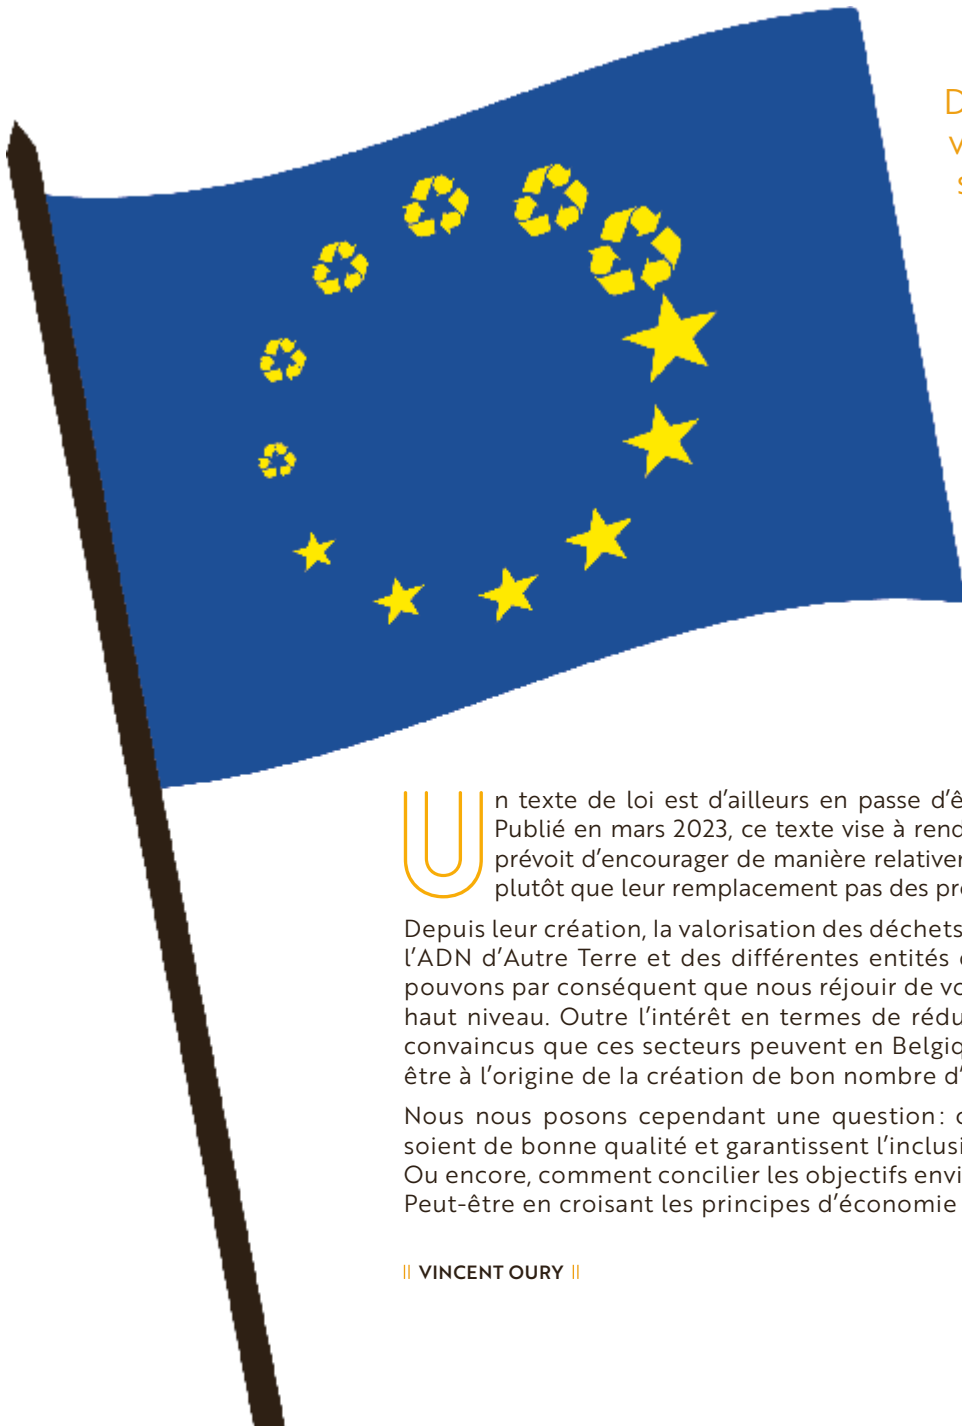 D
v
s
Un texte de loi est d’ailleurs en passe d’ê
Publié en mars 2023, ce texte vise à rend
prévoit d’encourager de manière relativer
plutôt que leur remplacement pas des pro
Depuis leur création, la valorisation des déchets
l’ADN d’Autre Terre et des différentes entités
pouvons par conséquent que nous réjouir de vo
haut niveau. Outre l’intérêt en termes de rédu
convaincus que ces secteurs peuvent en Belgiq
être à l’origine de la création de bon nombre d’
Nous nous posons cependant une question:
soient de bonne qualité et garantissent l’inclusi
Ou encore, comment concilier les objectifs envi
Peut-être en croisant les principes d’économie
|| VINCENT OURY ||